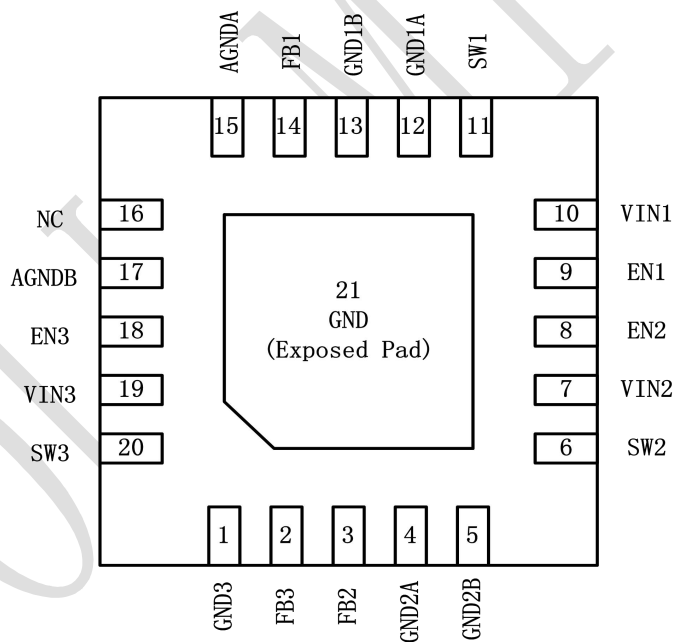 AGNDA
FB1
GND1B
GND1A
SW1
15
14
13
12
11
NC
16
10
VIN1
AGNDB
17
9
EN1
21
GND
(Exposed Pad)
EN3
18
8
EN2
VIN3
19
7
VIN2
SW3
20
6
SW2
1
2
3
4
5
GND3
FB3
FB2
GND2A
GND2B